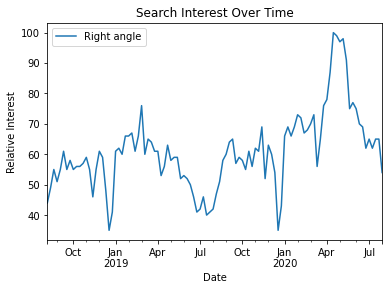 Search Interest Over Time
Right angle
Relative Interest
100
90
80
70
60
50
40
Oct
Jan
2019
Apr
Jul
Oct
Jan
2020
Apr
Jul
Date